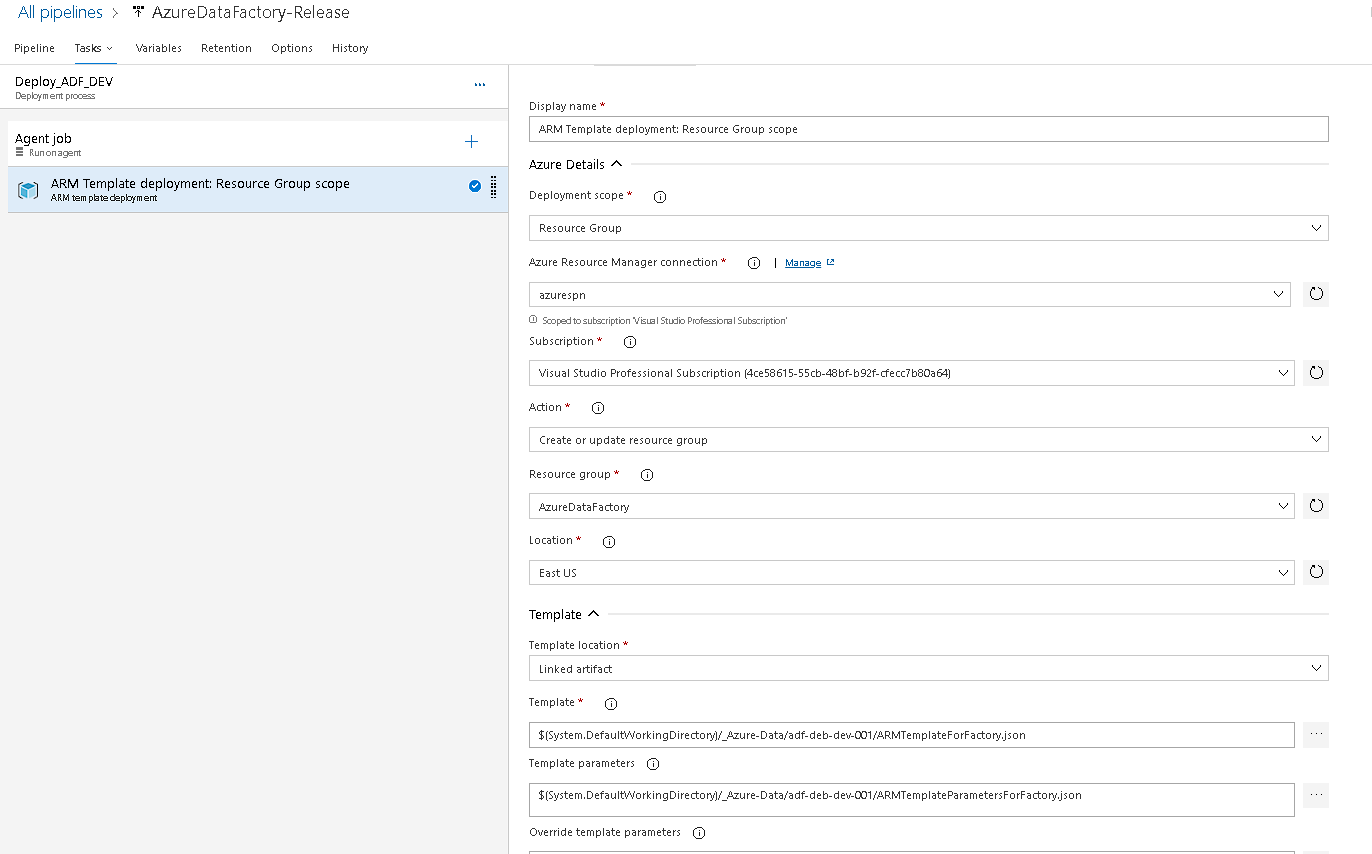 All pipelines > AzureDataFactory-Release
Pipeline Tasks Variables Retention Options History
Deploy_ADF_DEV
Deployment process
...
Agent job
Run on agent
ARM Template deployment: Resource Group scope
ARM template deployment
Display name *
ARM Template deployment: Resource Group scope
Azure Details
Deployment scope *
Resource Group
Azure Resource Manager connection * | Manage
azurespn
Scoped to subscription 'Visual Studio Professional Subscription'
Subscription *
Visual Studio Professional Subscription (4ce58615-55cb-48bf-b92f-cfecc7b80a64)
Action *
Create or update resource group
Resource group *
AzureDataFactory
Location *
East US
Template
Template location *
Linked artifact
Template *
$(System.DefaultWorkingDirectory)/_Azure-Data/adf-deb-dev-001/ARMTemplateForFactory.json
...
Template parameters
$(System.DefaultWorkingDirectory)/_Azure-Data/adf-deb-dev-001/ARMTemplateParametersForFactory.json
...
Override template parameters